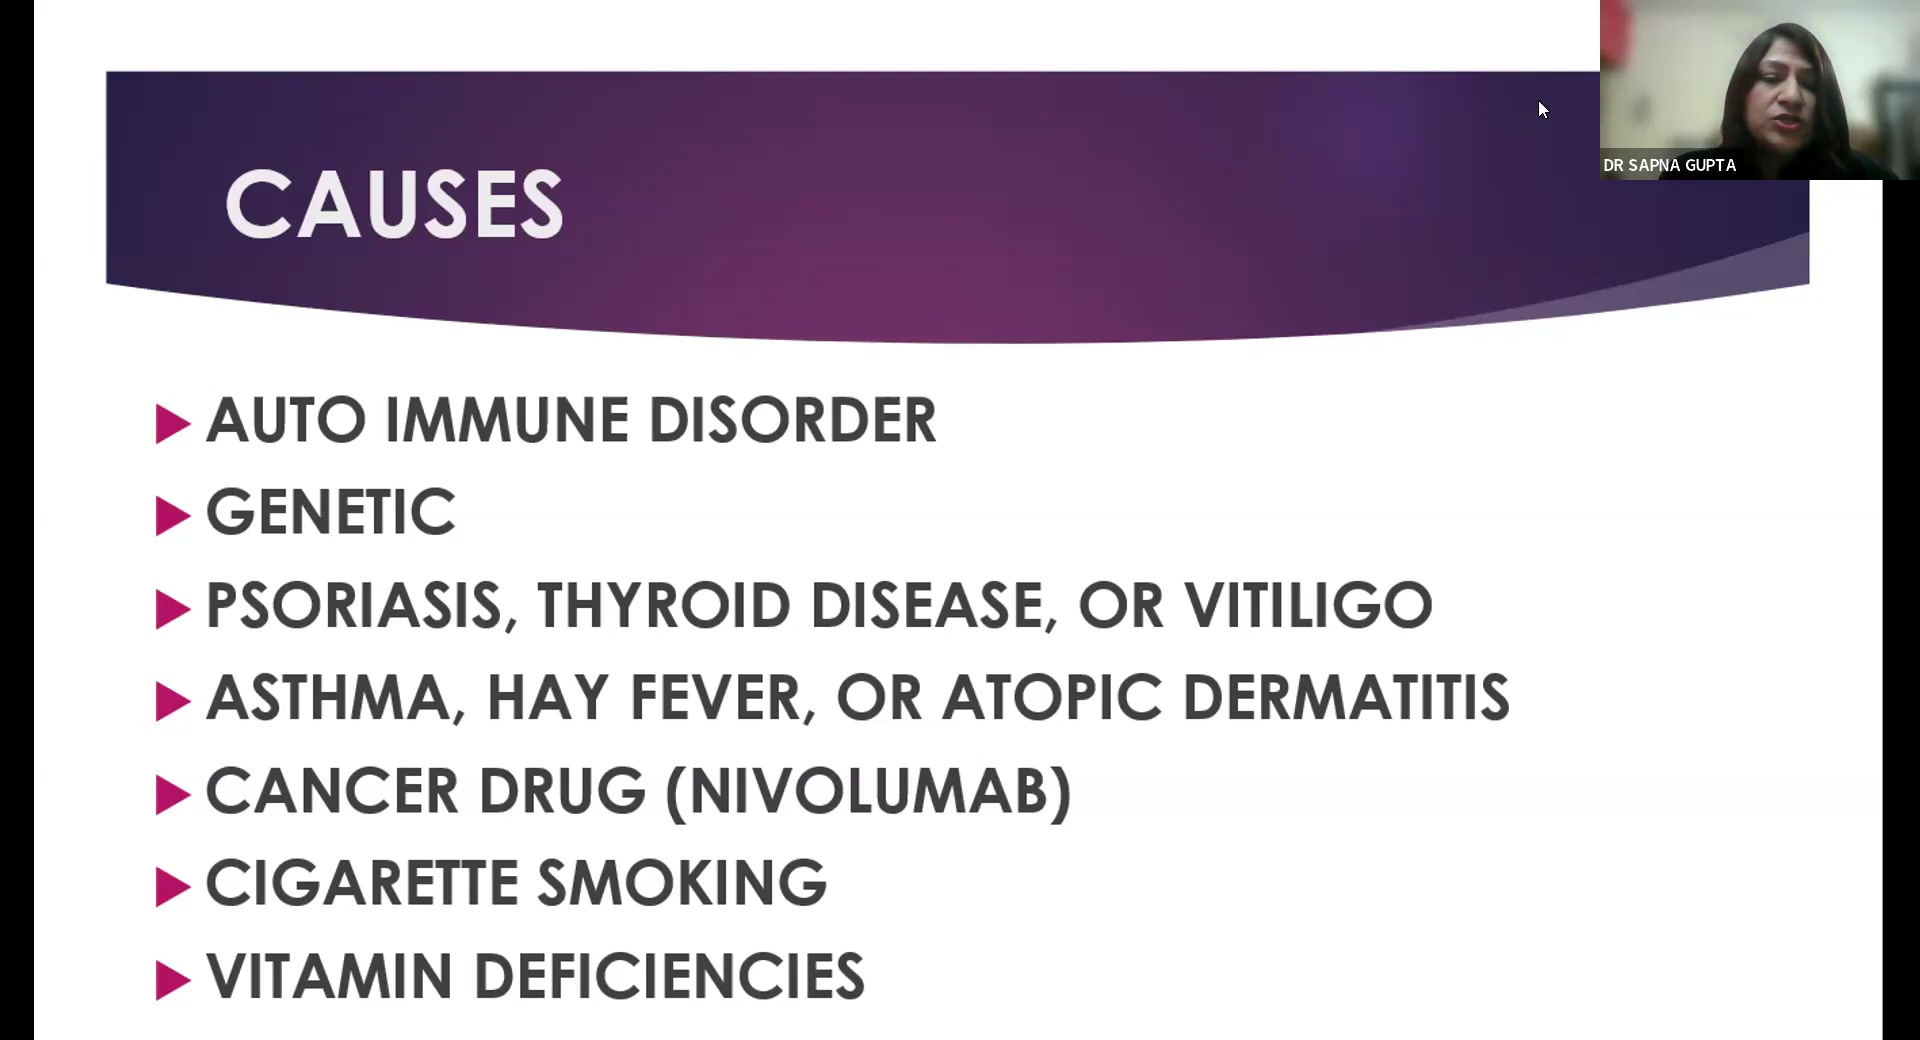 DR SAPNA GUPTA
CAUSES
AUTO IMMUNE DISORDER
GENETIC
PSORIASIS, THYROID DISEASE, OR VITILIGO
ASTHMA, HAY FEVER, OR ATOPIC DERMATITIS
CANCER DRUG (NIVOLUMAB)
CIGARETTE SMOKING
VITAMIN DEFICIENCIES